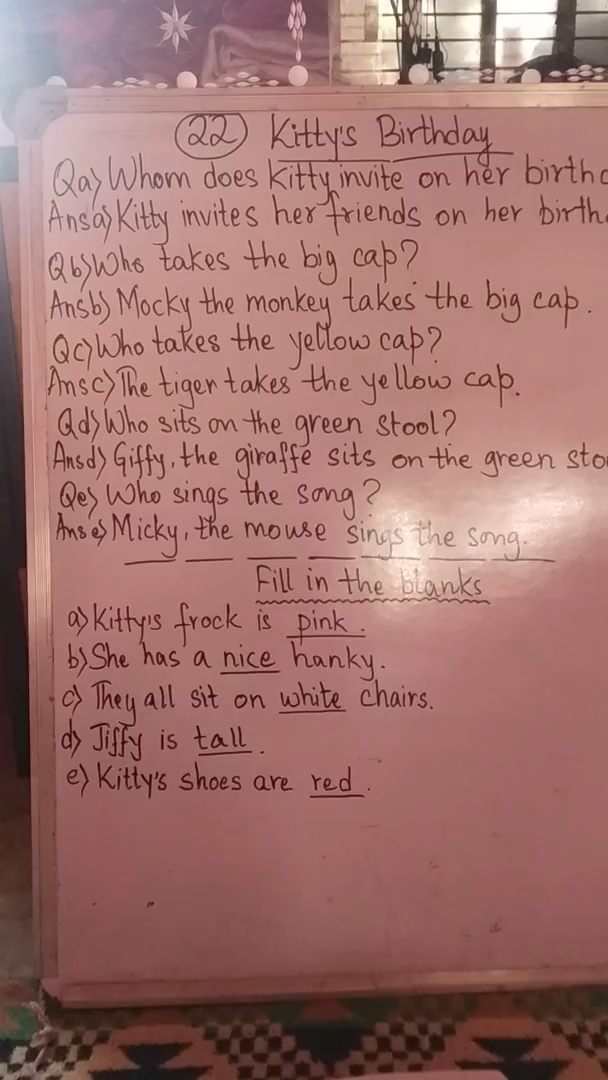 22 Kitty's Birthday
Qa) Whom does Kitty invite on her
Ansa) Kitty invites her friends on her
Qb) Who takes the big cap?
Ansb) Mocky the monkey takes the big cap.
Qc) Who takes the yellow cap?
Ansc) The tiger takes the yellow cap.
Qd) Who sits on the green stool?
Ansd) Giffy, the giraffe sits on the green
Qe) Who sings the song?
Ans e) Micky, the mouse sings the song.
Fill in the blanks
a) Kitty's frock is pink.
b) She has a nice hanky.
c) They all sit on white chairs.
d) Jiffy is tall.
e) Kitty's shoes are red.